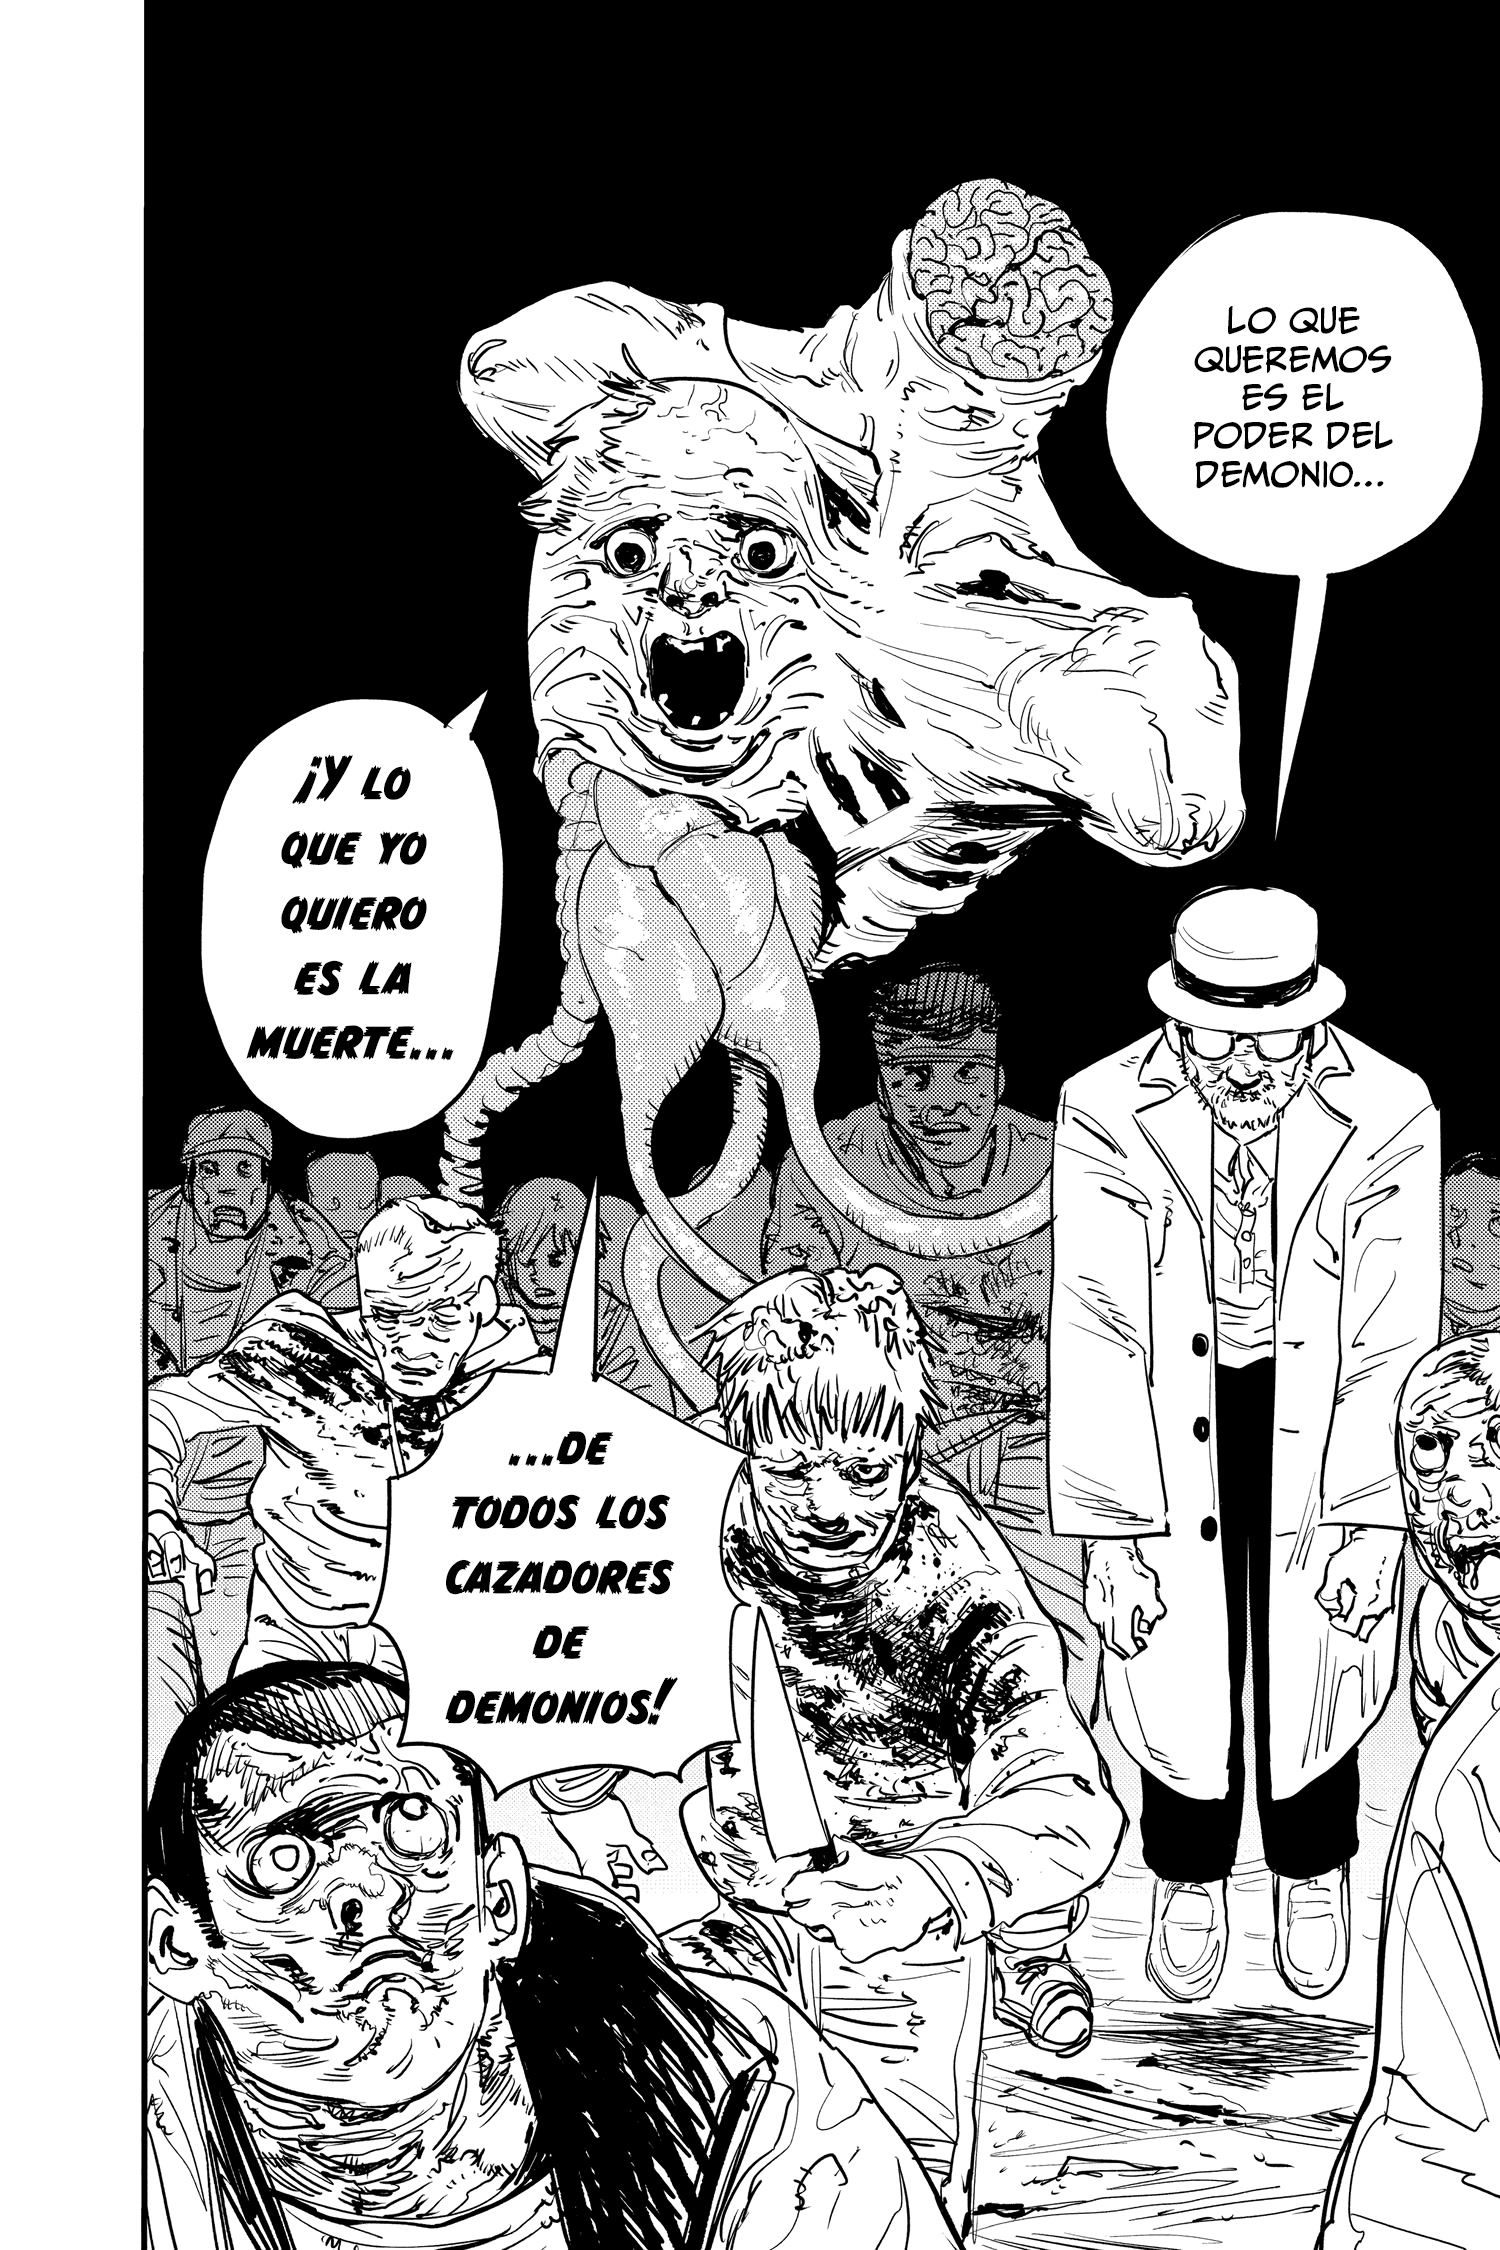 LO QUE
QUEREMOS
ES EL
PODER DEL
DEMONIO...
¡Y LO
QUE YO
QUIERO
ES LA
MUERTE...
...DE
TODOS LOS
CAZADORES
DE
DEMONIOS!